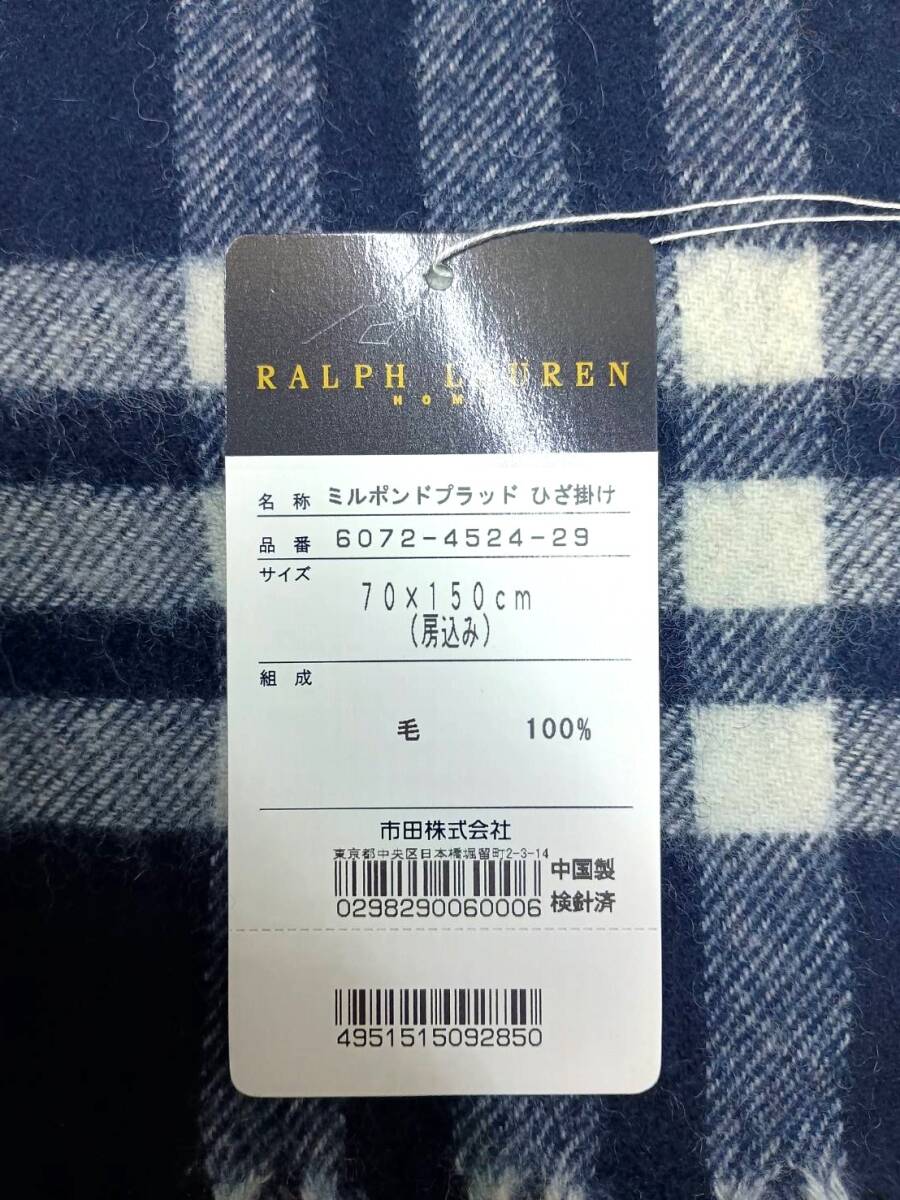 RALPH LAUREN
HOME
名称 ミルポンドプラッド ひざ掛け
品番 6072-4524-29
サイズ
70×150cm
(房込み)
組成
毛 100%
市田株式会社
東京都中央区日本橋堀留町2-3-14
中国製
0298290060006 検針済
4951515092850